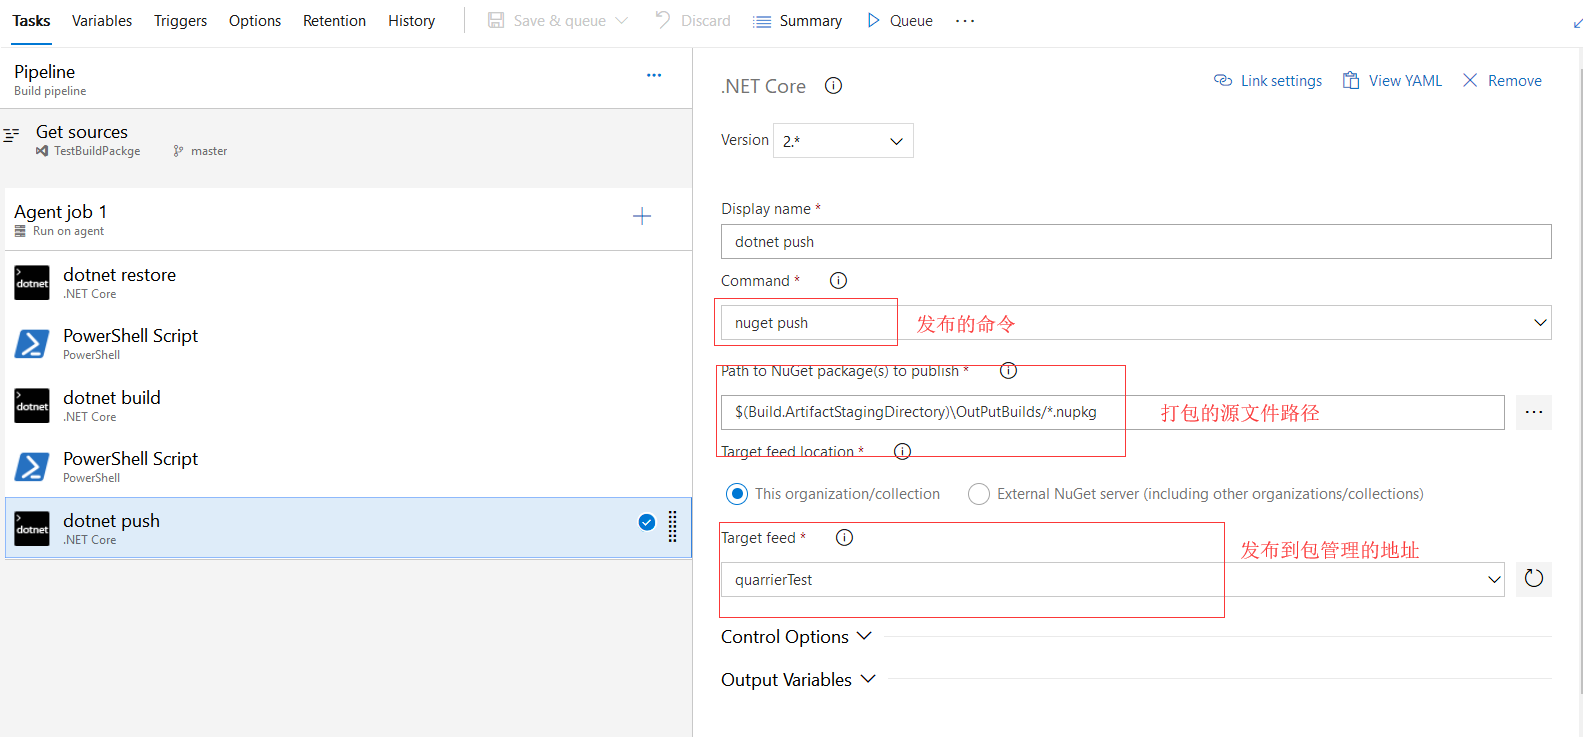 Tasks Variables Triggers Options Retention History Save & queue Discard Summary Queue ...
Pipeline
Build pipeline
Get sources
TestBuildPackge master
Agent job 1
Run on agent
dotnet restore
.NET Core
PowerShell Script
PowerShell
dotnet build
.NET Core
PowerShell Script
PowerShell
dotnet push
.NET Core
dotnet
dotnet
dotnet
.NET Core
Link settings View YAML Remove
Version 2.*
Display name *
dotnet push
Command *
nuget push 发布的命令
Path to NuGet package(s) to publish *
$(Build.ArtifactStagingDirectory)\OutPutBuilds/*.nupkg 打包的源文件路径 ...
Target feed location *
This organization/collection External NuGet server (including other organizations/collections)
Target feed *
发布到包管理的地址
quarrierTest
Control Options
Output Variables